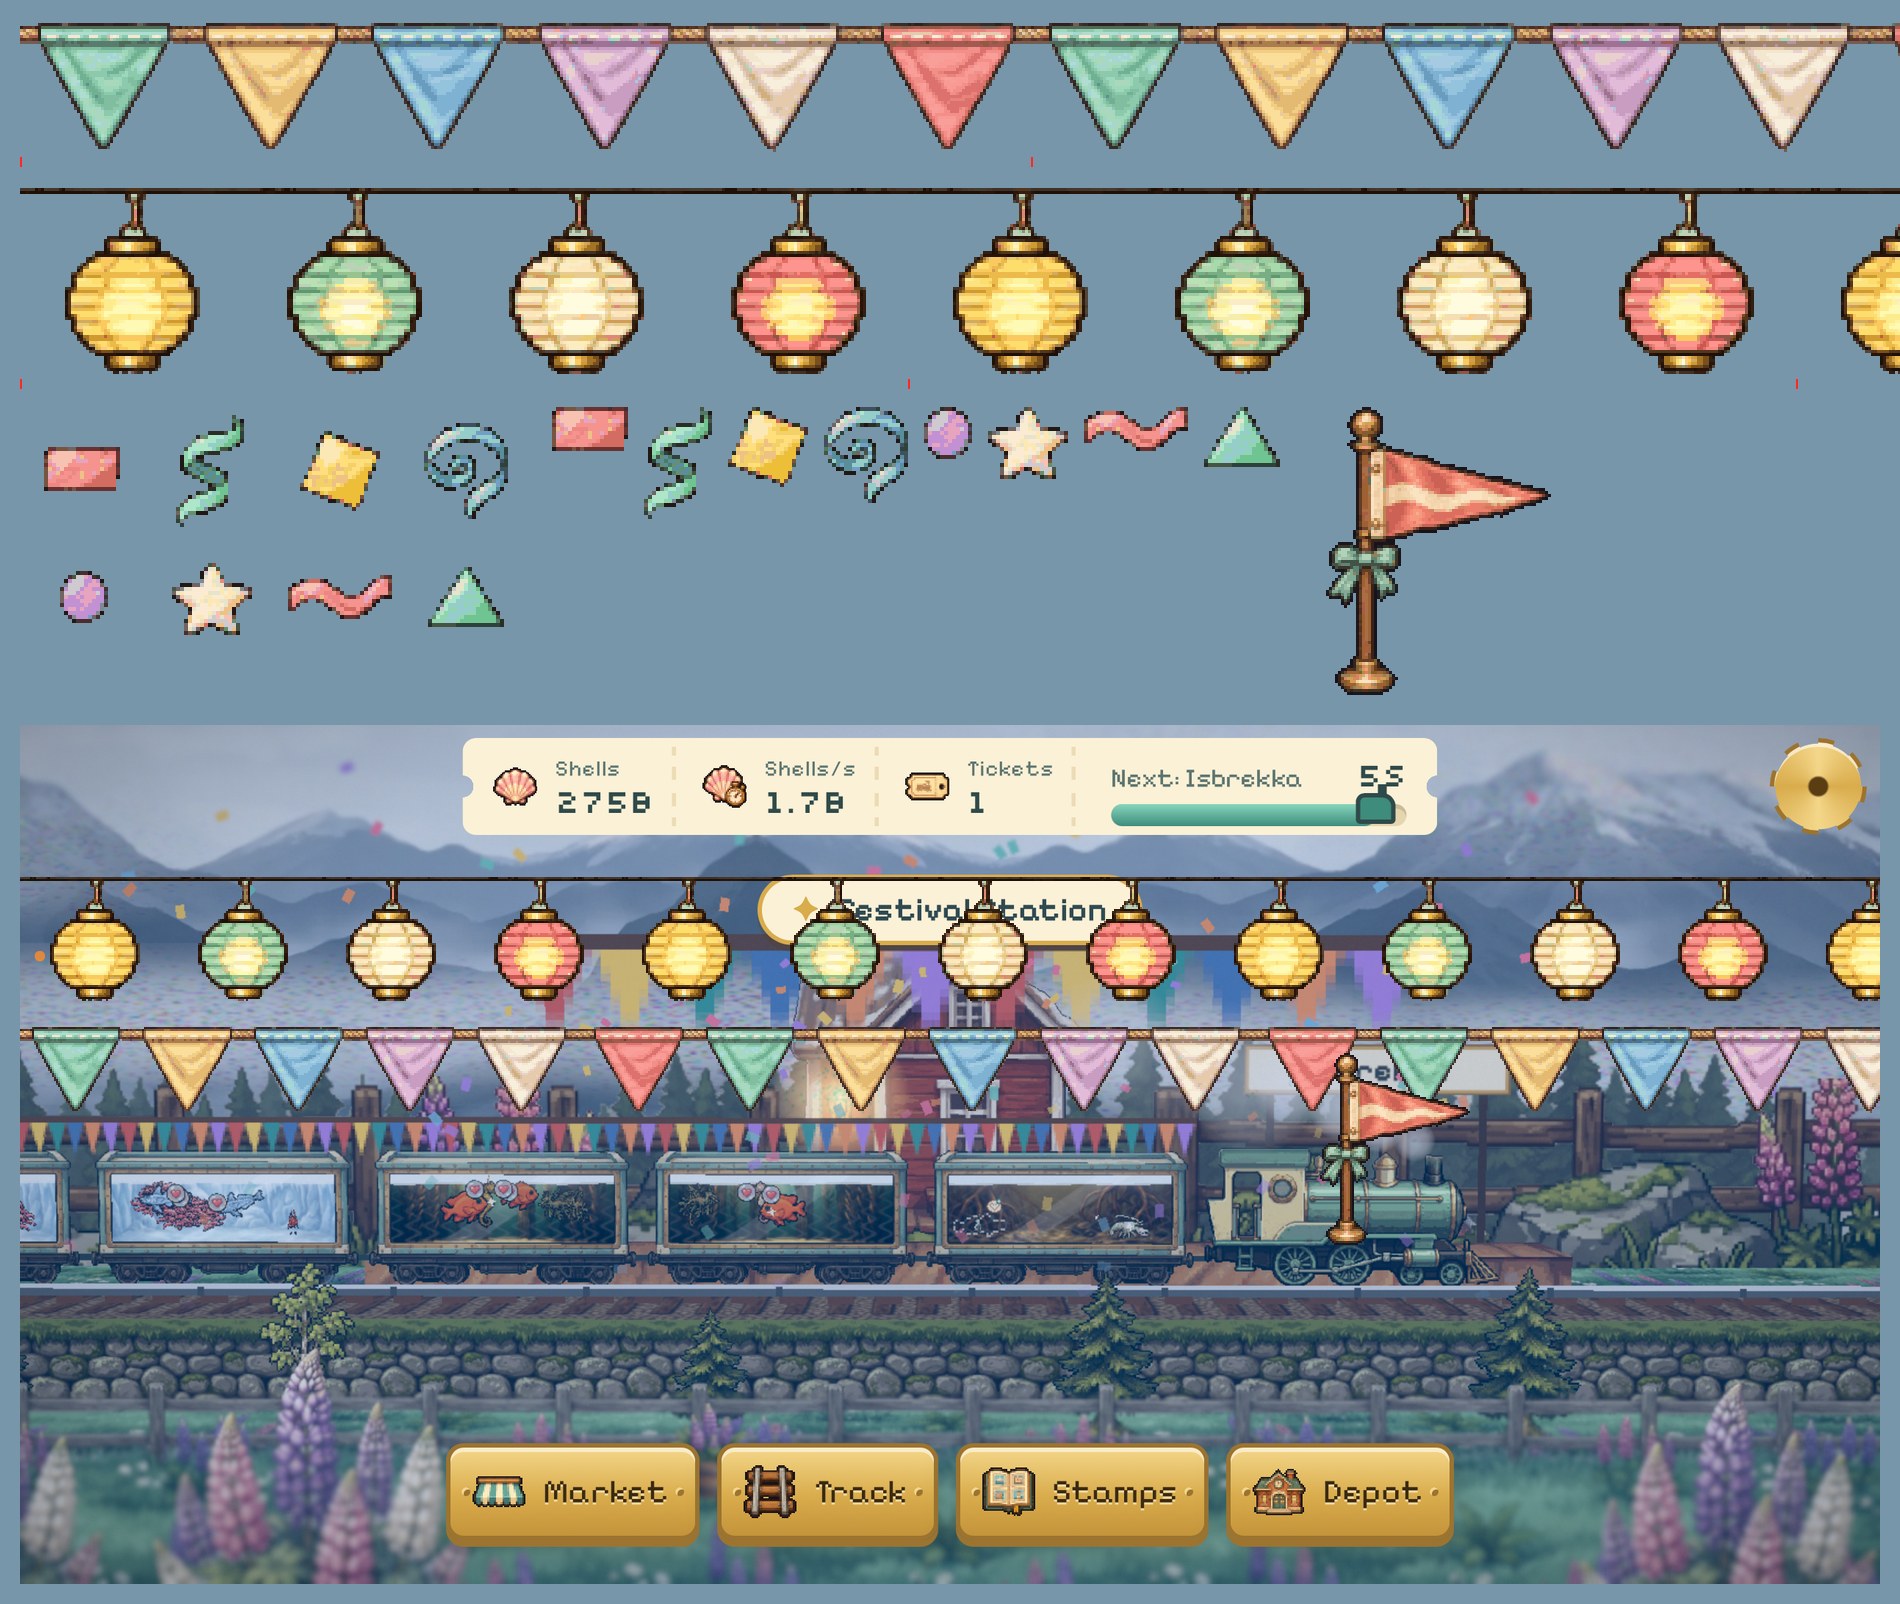 Shells
275B
Shells/s
1.7B
Tickets
1
Next: Isbrekka
5s
Market
Track
Stamps
Depot